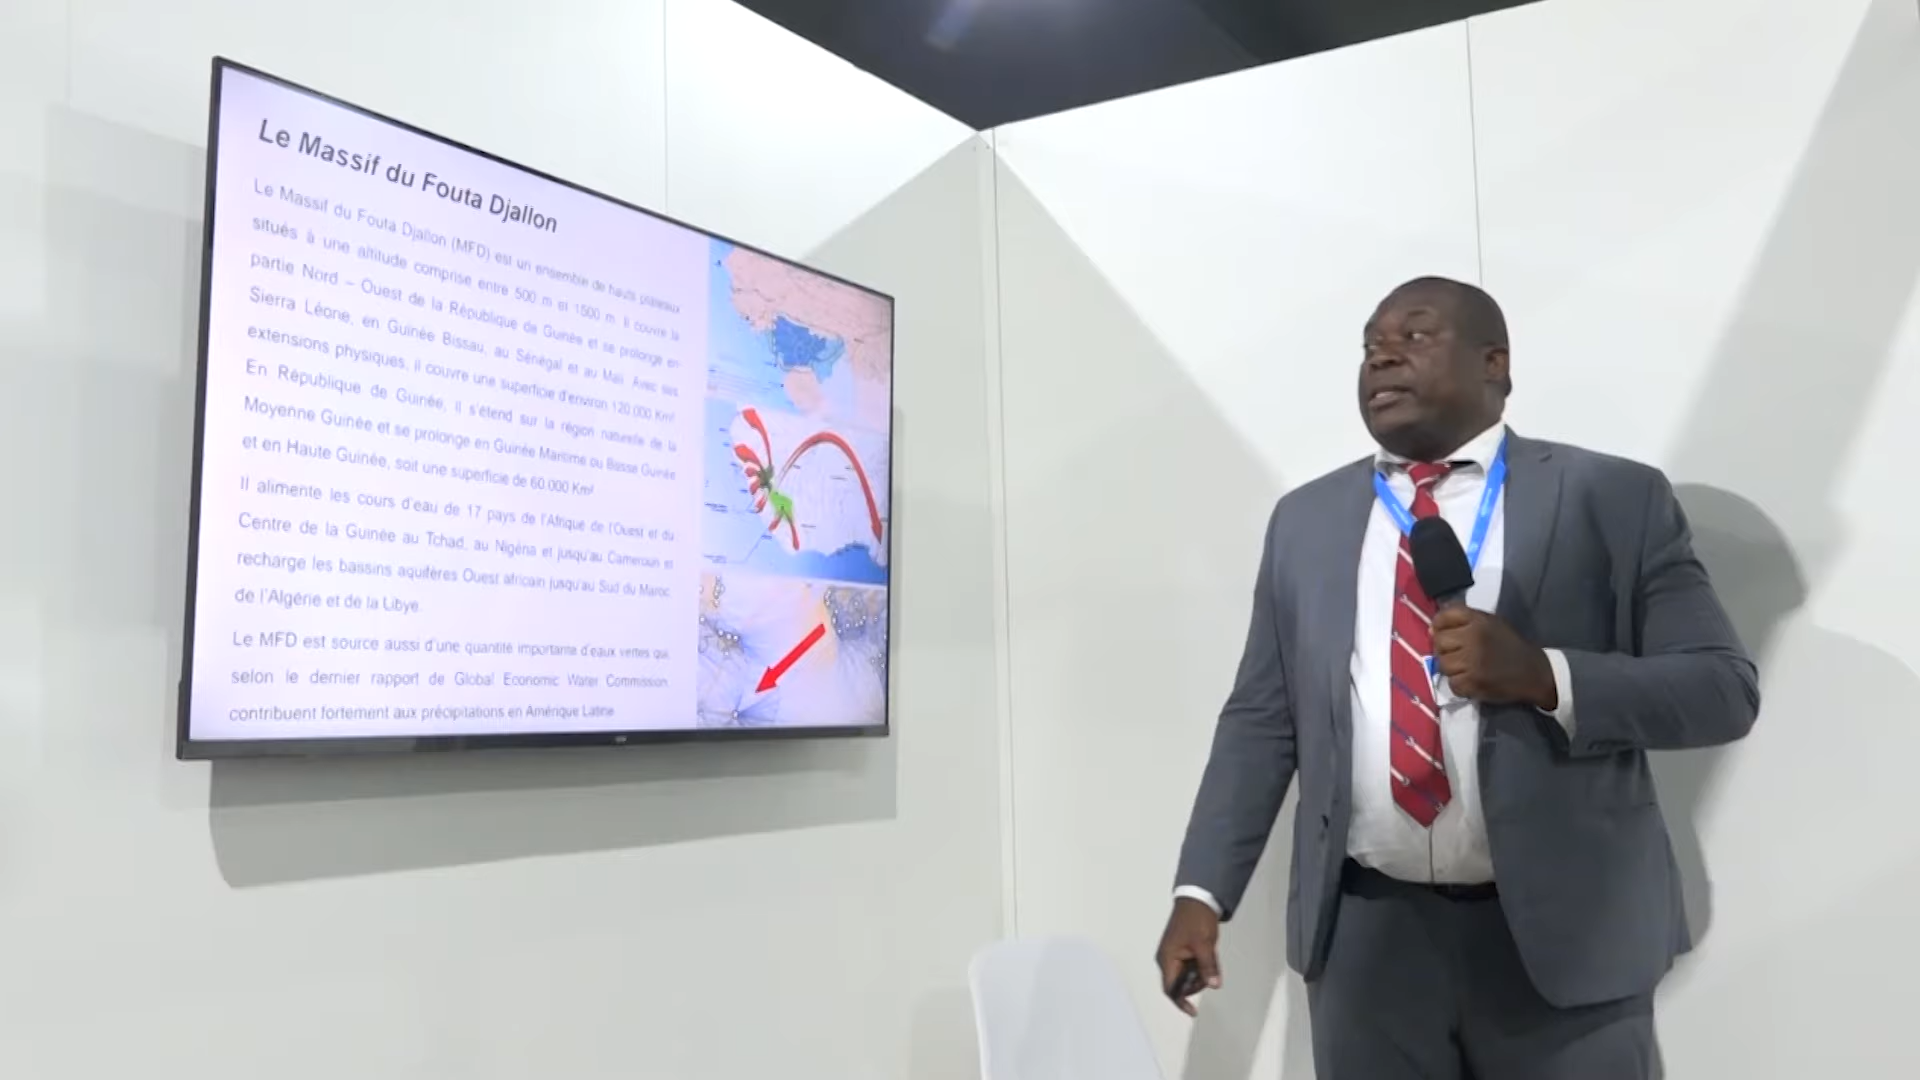 Le Massif du Fouta Djallon
Le Massif du Fouta Djallon (MFD) est un ensemble de hauts plateaux
situés à une altitude comprise entre 500 m et 1500 m. Il couvre la
partie Nord – Ouest de la République de Guinée et se prolonge en
Sierra Léone, en Guinée Bissau, au Sénégal et au Mali. Avec ses
extensions physiques, il couvre une superficie d'environ 120.000 Km²
En République de Guinée, il s'étend sur la région naturelle de la
Moyenne Guinée et se prolonge en Guinée Maritime ou Basse Guinée
et en Haute Guinée, soit une superficie de 60.000 Km²
Il alimente les cours d'eau de 17 pays de l'Afrique de l'Ouest et du
Centre de la Guinée au Tchad, au Nigéria et jusqu'au Cameroun et
recharge les bassins aquifères Ouest africain jusqu'au Sud du Maroc,
de l'Algérie et de la Libye.
Le MFD est source aussi d'une quantité importante d'eaux vertes qui,
selon le dernier rapport de Global Economic Water Commission,
contribuent fortement aux précipitations en Amérique Latine